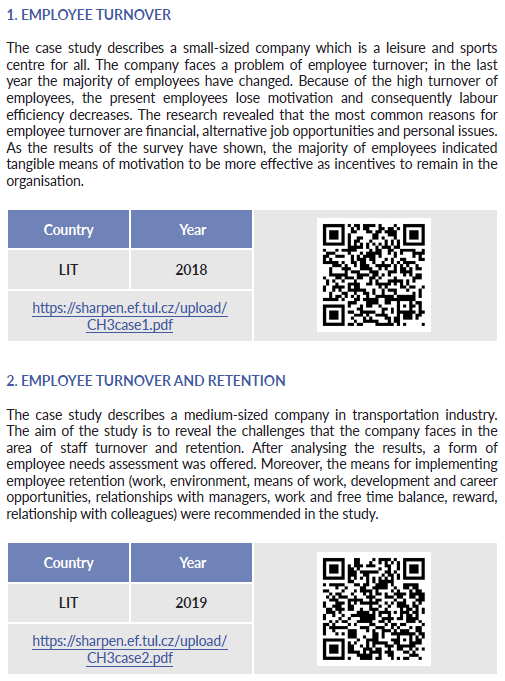 1. EMPLOYEE TURNOVER
The case study describes a small-sized company which is a leisure and sports
centre for all. The company faces a problem of employee turnover; in the last
year the majority of employees have changed. Because of the high turnover of
employees, the present employees lose motivation and consequently labour
efficiency decreases. The research revealed that the most common reasons for
employee turnover are financial, alternative job opportunities and personal issues.
As the results of the survey have shown, the majority of employees indicated
tangible means of motivation to be more effective as incentives to remain in the
organisation.
Country Year
LIT 2018
https://sharpen.ef.tul.cz/upload/
CH3case1.pdf
2. EMPLOYEE TURNOVER AND RETENTION
The case study describes a medium-sized company in transportation industry.
The aim of the study is to reveal the challenges that the company faces in the
area of staff turnover and retention. After analysing the results, a form of
employee needs assessment was offered. Moreover, the means for implementing
employee retention (work, environment, means of work, development and career
opportunities, relationships with managers, work and free time balance, reward,
relationship with colleagues) were recommended in the study.
Country Year
LIT 2019
https://sharpen.ef.tul.cz/upload/
CH3case2.pdf